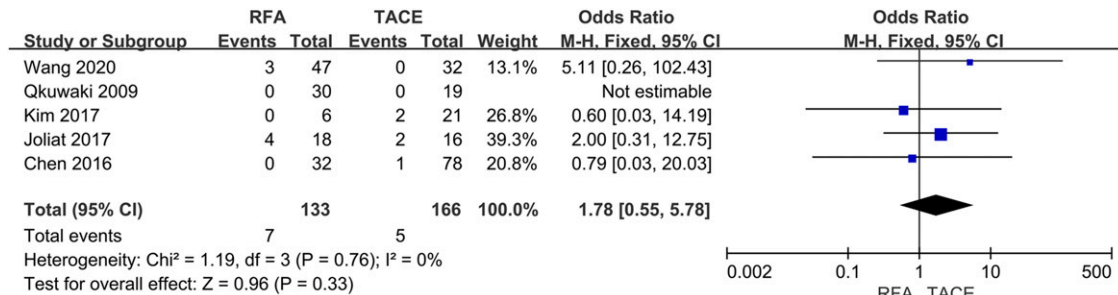 RFA TACE Odds Ratio Odds Ratio
Study or Subgroup Events Total Events Total Weight M-H, Fixed, 95% CI M-H, Fixed, 95% CI
Wang 2020 3 47 0 32 13.1% 5.11 [0.26, 102.43]
Qkuwaki 2009 0 30 0 19 Not estimable
Kim 2017 0 6 2 21 26.8% 0.60 [0.03, 14.19]
Joliat 2017 4 18 2 16 39.3% 2.00 [0.31, 12.75]
Chen 2016 0 32 1 78 20.8% 0.79 [0.03, 20.03]
Total (95% CI) 133 166 100.0% 1.78 [0.55, 5.78]
Total events 7 5
Heterogeneity: Chi² = 1.19, df = 3 (P = 0.76); I² = 0%
Test for overall effect: Z = 0.96 (P = 0.33)
0.002 0.1 1 10 500
RFA TACE